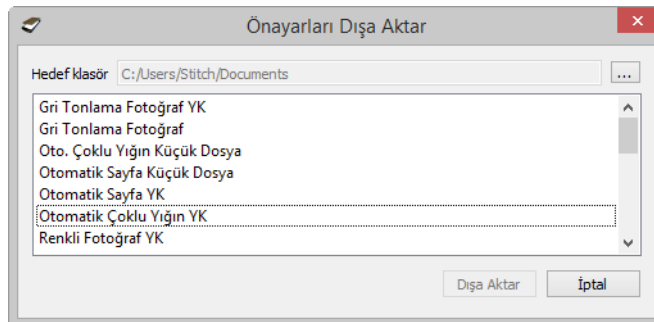 Önayarları Dışa Aktar
Hedef klasör C:/Users/Stitch/Documents ...
Gri Tonlama Fotoğraf YK
Gri Tonlama Fotoğraf
Oto. Çoklu Yığın Küçük Dosya
Otomatik Sayfa Küçük Dosya
Otomatik Sayfa YK
Otomatik Çoklu Yığın YK
Renkli Fotoğraf YK
Dışa Aktar İptal